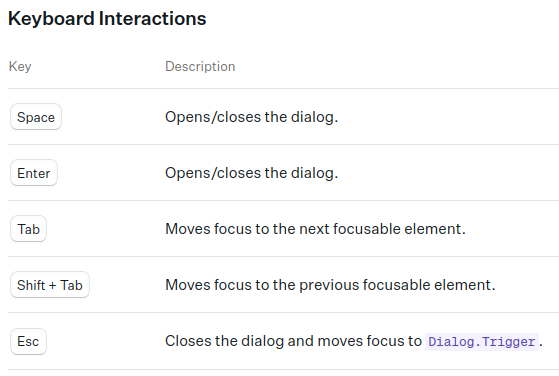 Keyboard Interactions
Key Description
Space Opens/closes the dialog.
Enter Opens/closes the dialog.
Tab Moves focus to the next focusable element.
Shift + Tab Moves focus to the previous focusable element.
Esc Closes the dialog and moves focus to Dialog.Trigger.